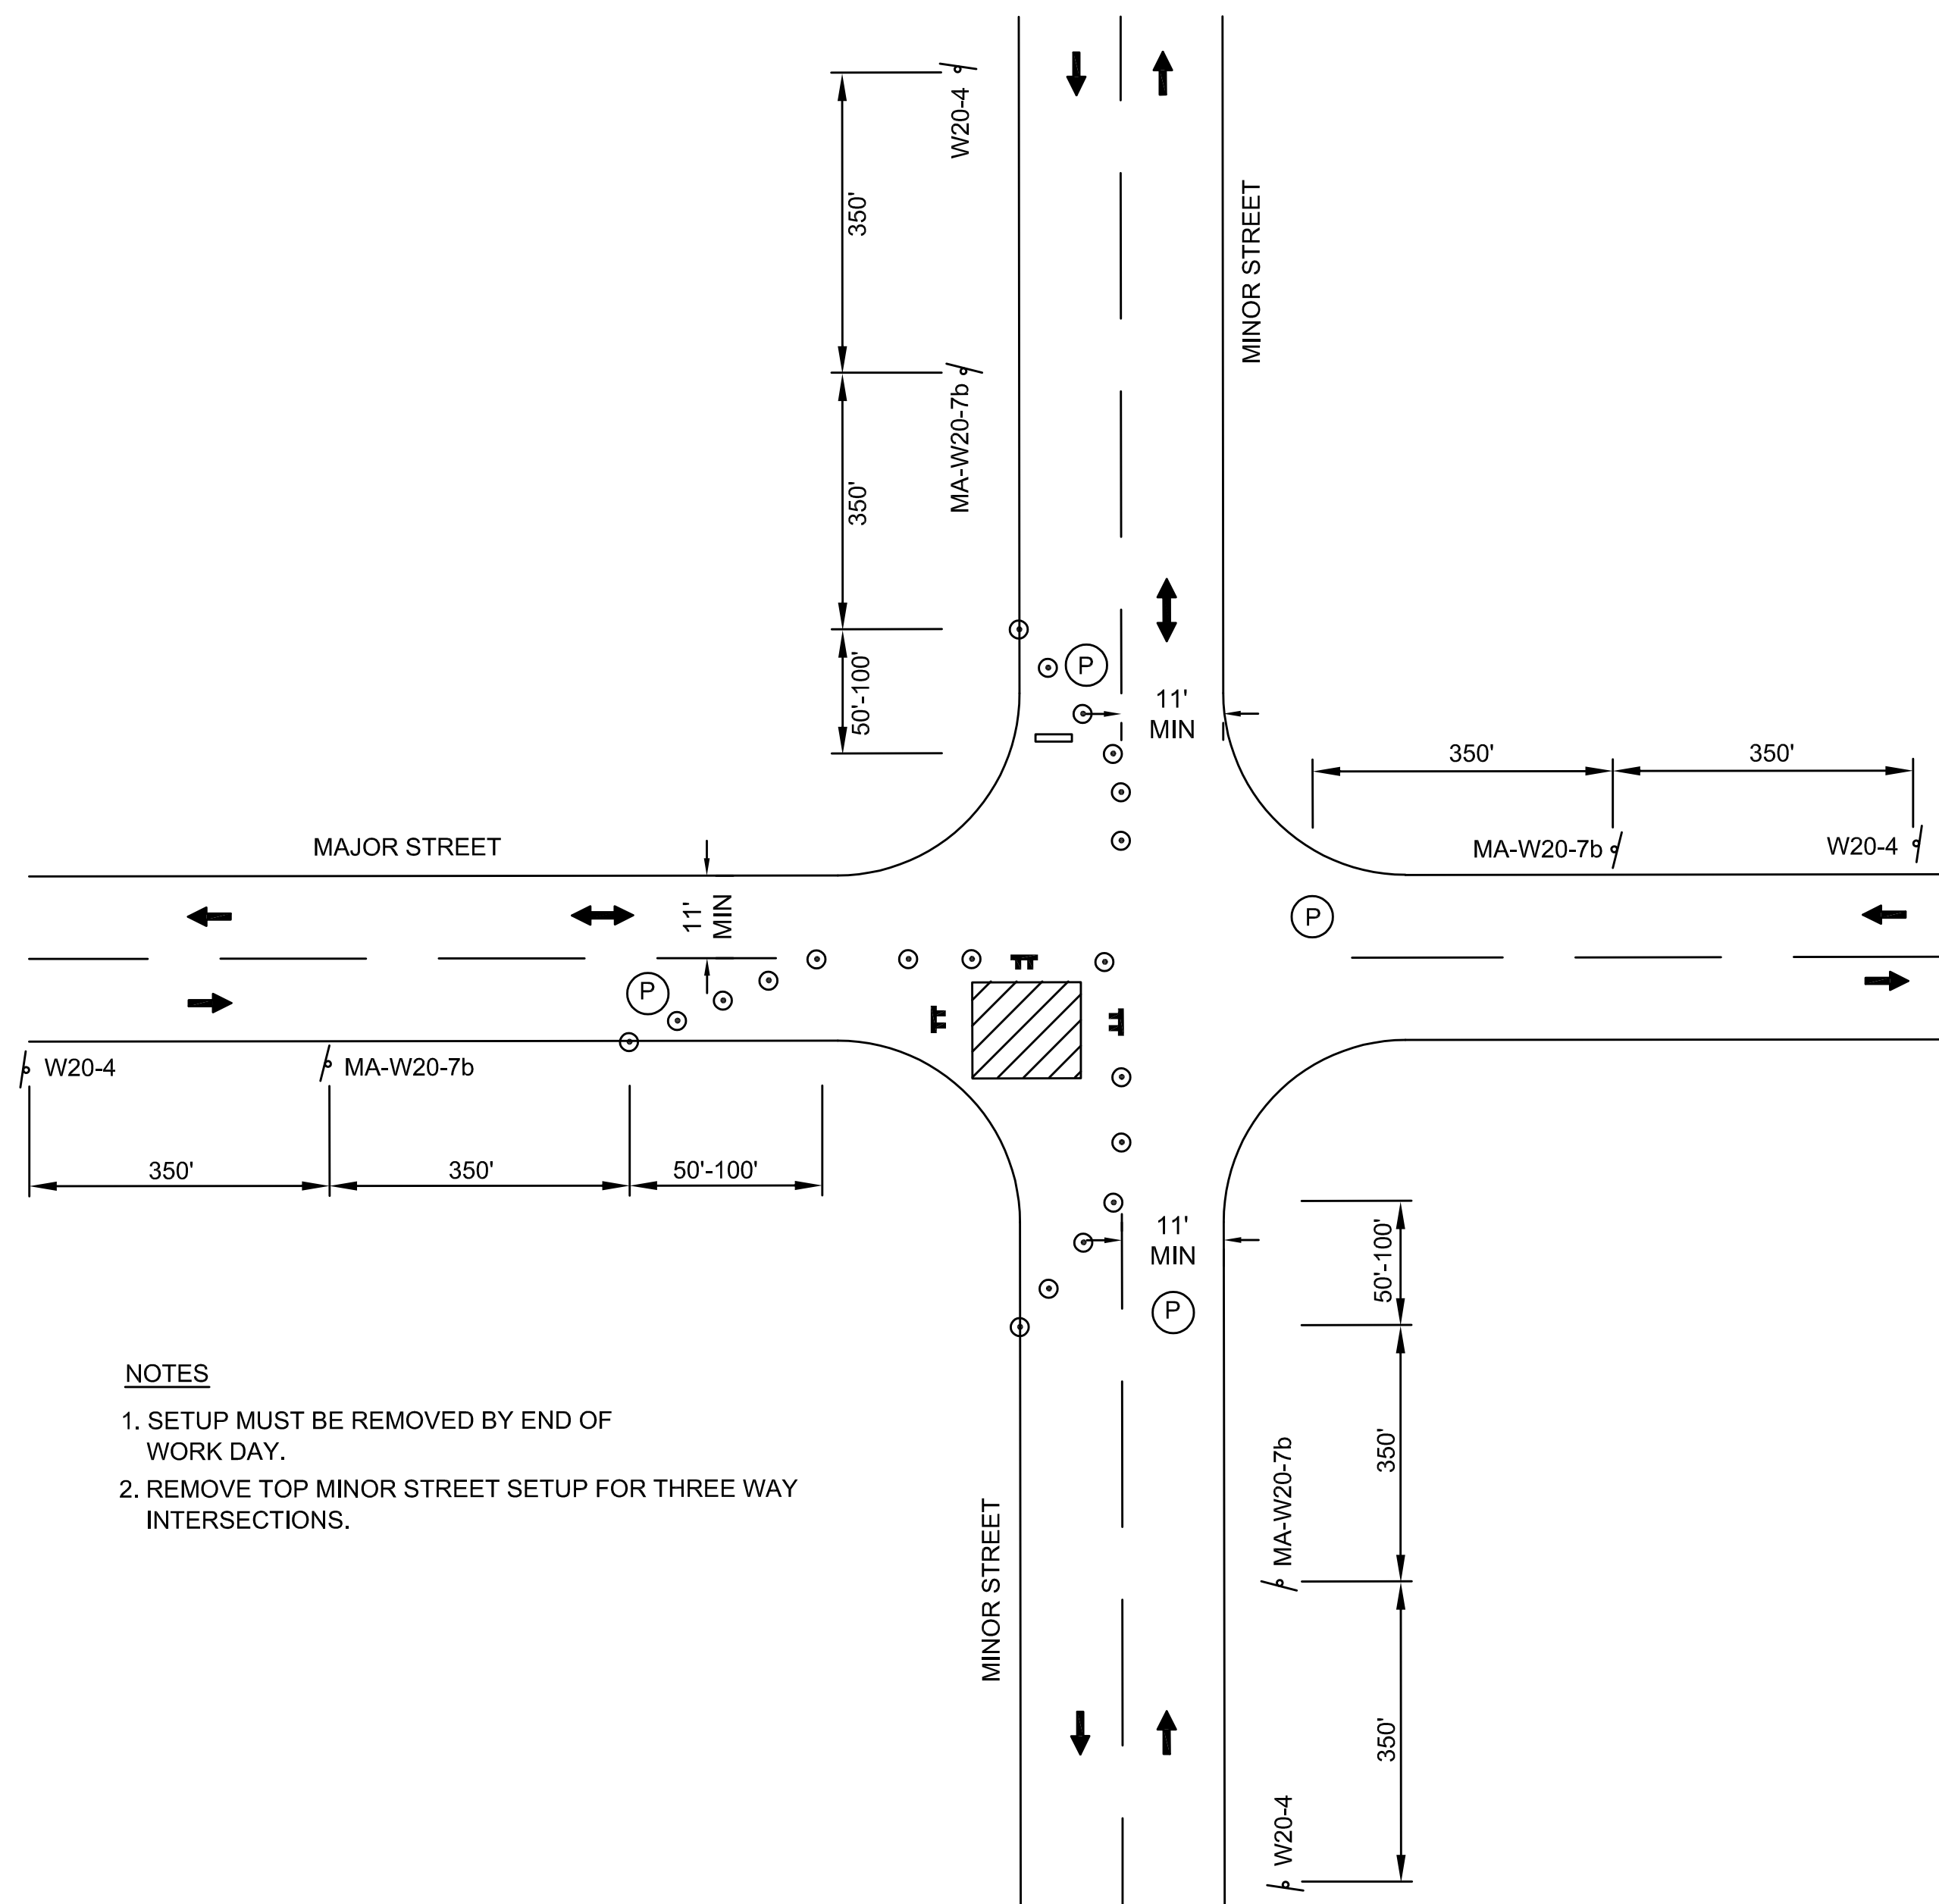 W20-4
350'
MINOR STREET
MA-W20-7b
350'
50'-100'
P
11'
MIN
350'
350'
MAJOR STREET
MA-W20-7b
W20-4
11'
MIN
P
P
W20-4
MA-W20-7b
350'
350'
50'-100'
11'
MIN
50'-100'
P
NOTES
1. SETUP MUST BE REMOVED BY END OF
WORK DAY.
2. REMOVE TOP MINOR STREET SETUP FOR THREE WAY
INTERSECTIONS.
350'
MA-W20-7b
MINOR STREET
350'
W20-4